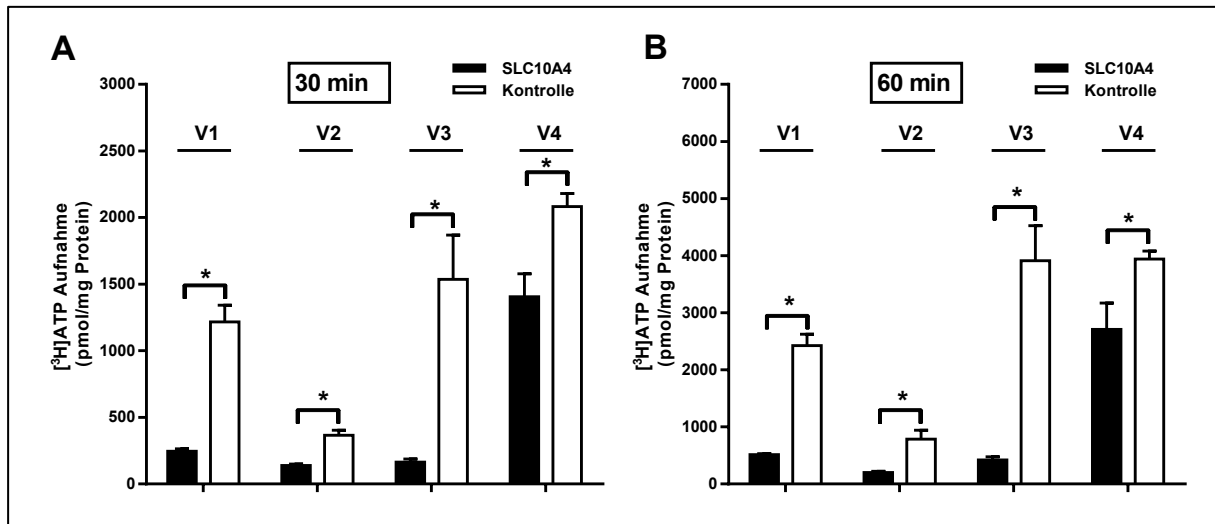 A
30 min
SLC10A4
Kontrolle
[³H]ATP Aufnahme
(pmol/mg Protein)
3000
2500
2000
1500
1000
500
0
V1
V2
V3
V4
*
*
*
*
B
60 min
SLC10A4
Kontrolle
[³H]ATP Aufnahme
(pmol/mg Protein)
7000
6000
5000
4000
3000
2000
1000
0
V1
V2
V3
V4
*
*
*
*